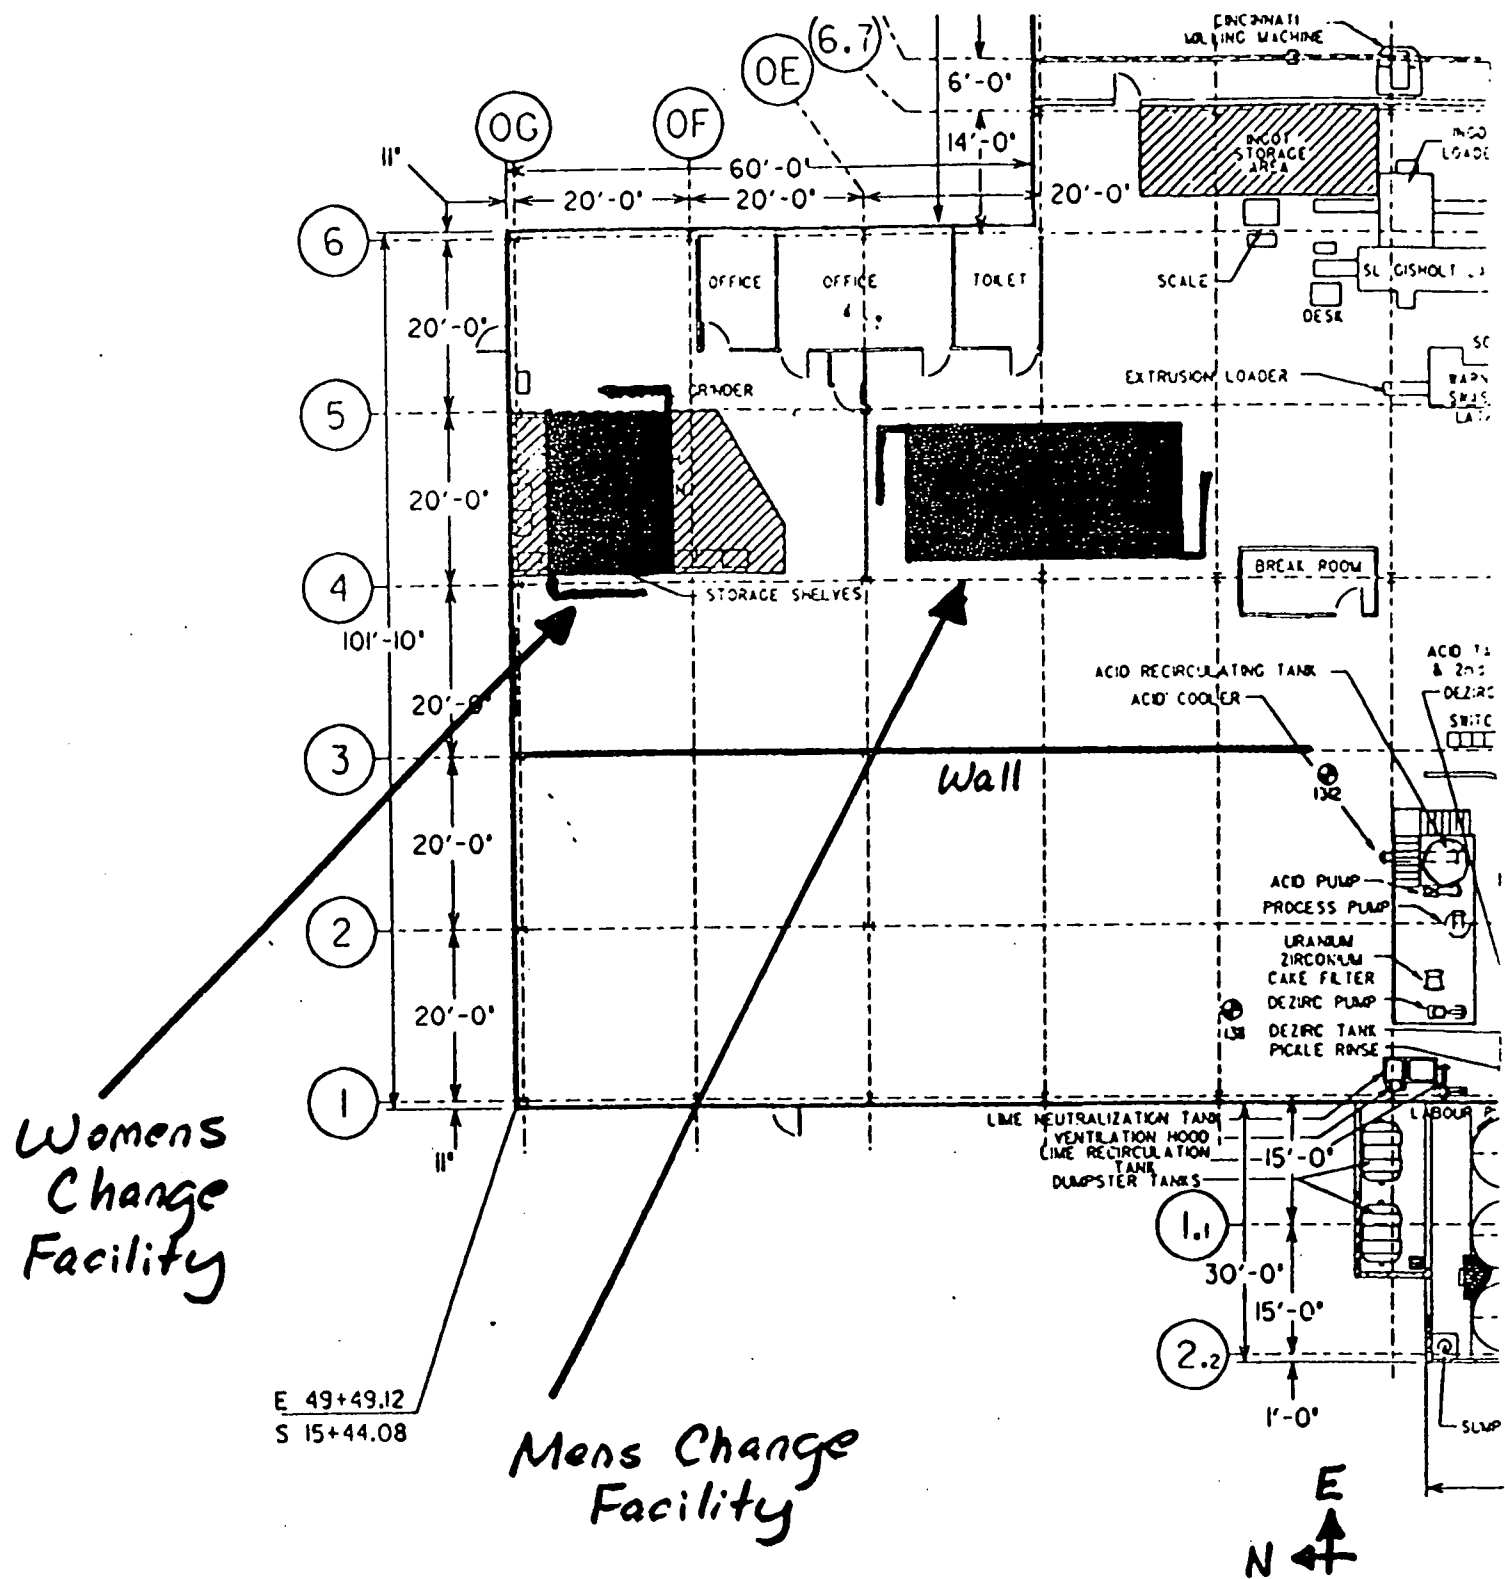 CINCINNATI
MILLING MACHINE
6.7
OE
6'-0"
OG
OF
14'-0"
INGOT
STORAGE
AREA
11"
60'-0"
20'-0"
20'-0"
20'-0"
6
OFFICE
OFFICE
TOILET
SCALE
DESK
20'-0"
EXTRUSION LOADER
GRINDER
5
20'-0"
4
STORAGE SHELVES
BREAK ROOM
101'-10"
20'-0"
ACID RECIRCULATING TANK
ACID COOLER
3
Wall
1312
20'-0"
ACID PUMP
PROCESS PUMP
2
URANIUM
ZIRCONIUM
CAKE FILTER
DEZIRC PUMP
20'-0"
DEZIRC TANK
PICKLE RINSE
1
LIME NEUTRALIZATION TANK
VENTILATION HOOD
LIME RECIRCULATION
TANK
DUMPSTER TANKS
15'-0"
11"
Womens
Change
Facility
1.1
30'-0"
15'-0"
2.2
1'-0"
SUMP
E 49+49.12
S 15+44.08
Mens Change
Facility
E
N